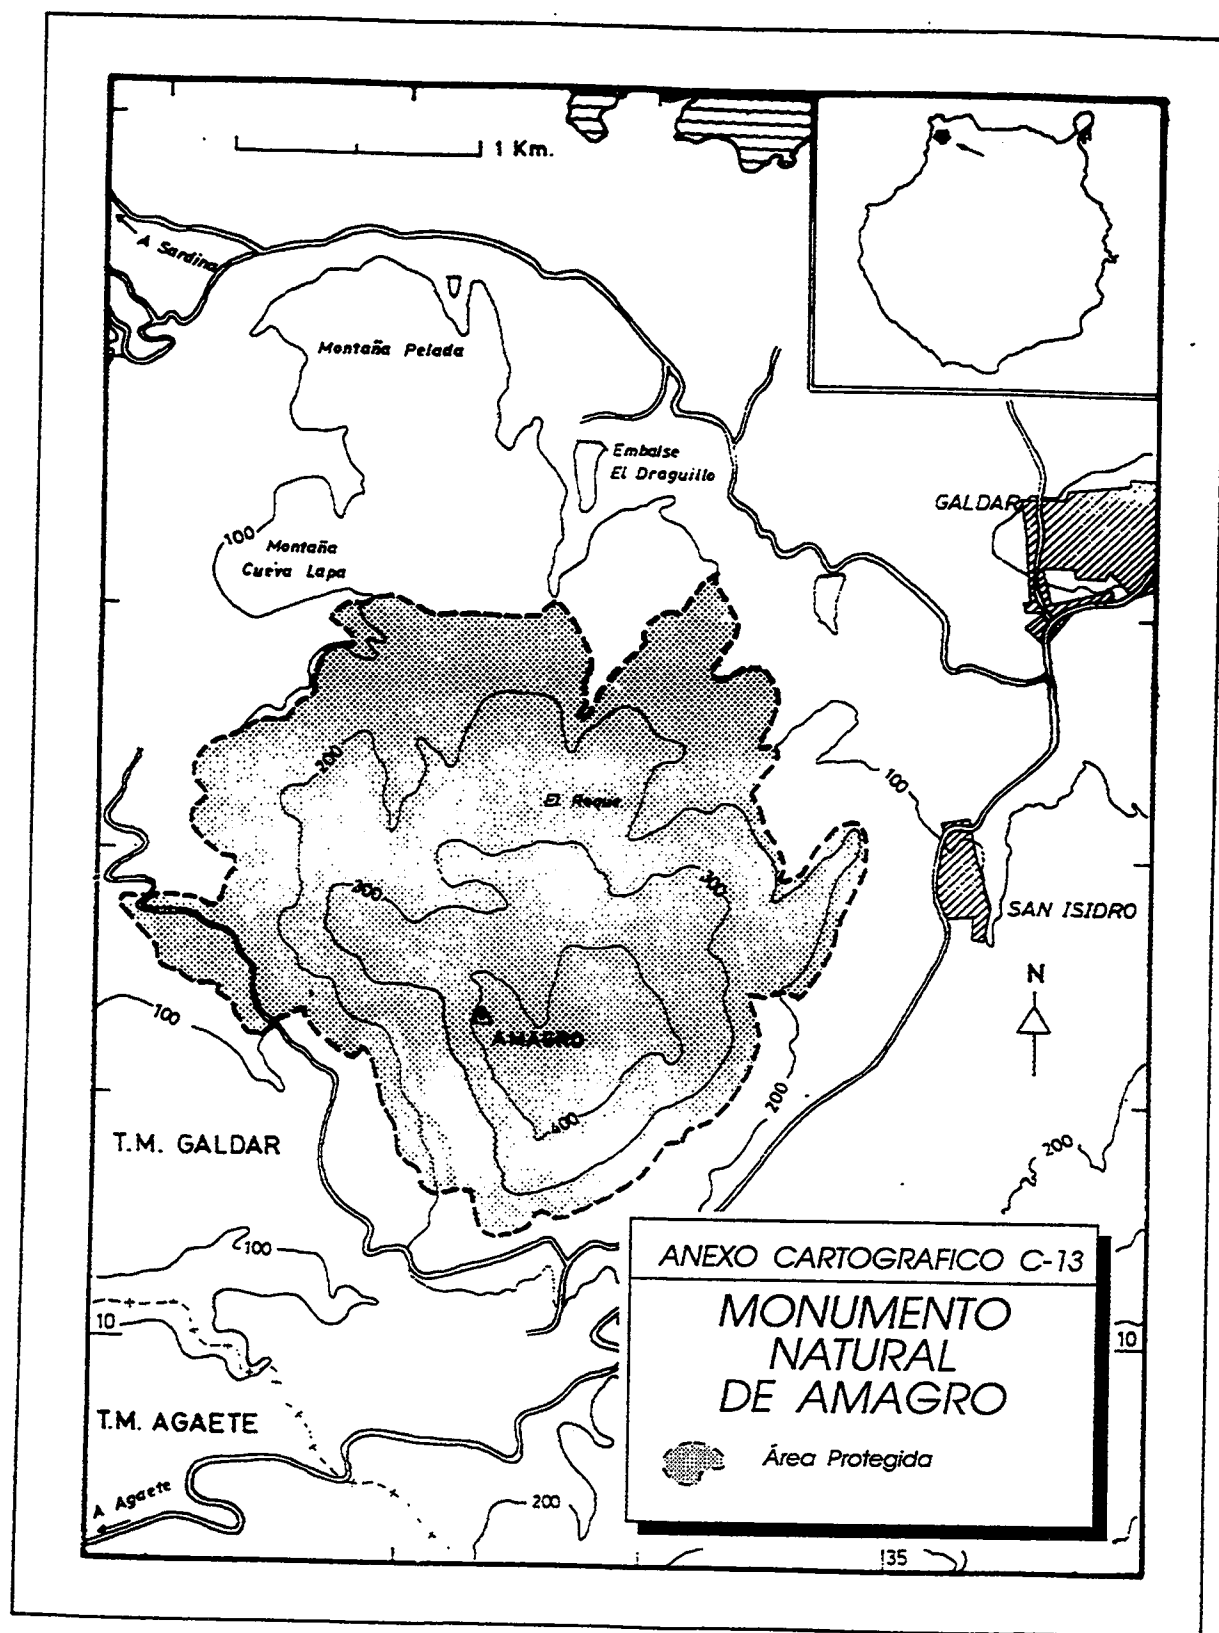 1 Km.
A Sardina
Montaña Pelada
Embalse
El Draguillo
GALDAR
100
Montaña
Cueva Lapa
200
100
El Roque
300
200
SAN ISIDRO
N
100
AMAGRO
200
400
T.M. GALDAR
200
100
10
10
T.M. AGAETE
A Agaete
200
35
ANEXO CARTOGRAFICO C-13
MONUMENTO
NATURAL
DE AMAGRO
Área Protegida